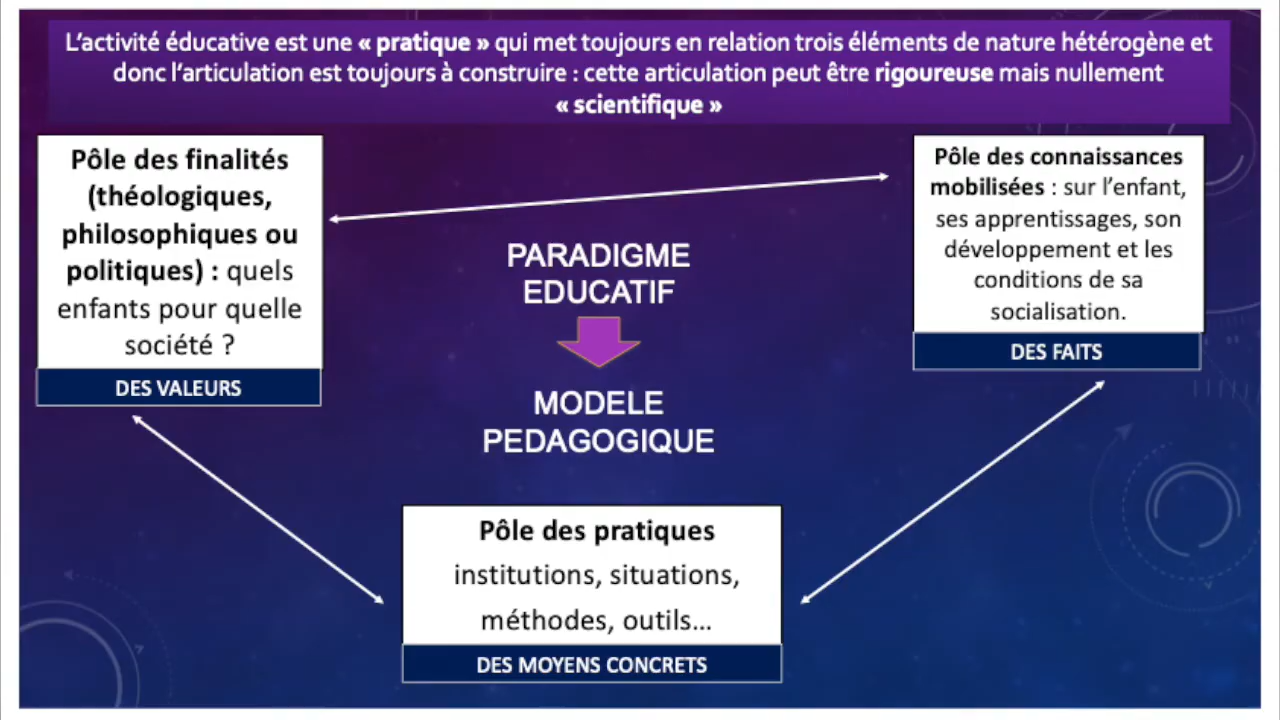 L’activité éducative est une « pratique » qui met toujours en relation trois éléments de nature hétérogène et
donc l’articulation est toujours à construire : cette articulation peut être rigoureuse mais nullement
« scientifique »
Pôle des finalités
(théologiques,
philosophiques ou
politiques) : quels
enfants pour quelle
société ?
DES VALEURS
PARADIGME
EDUCATIF
MODELE
PEDAGOGIQUE
Pôle des connaissances
mobilisées : sur l’enfant,
ses apprentissages, son
développement et les
conditions de sa
socialisation.
DES FAITS
Pôle des pratiques
institutions, situations,
méthodes, outils…
DES MOYENS CONCRETS